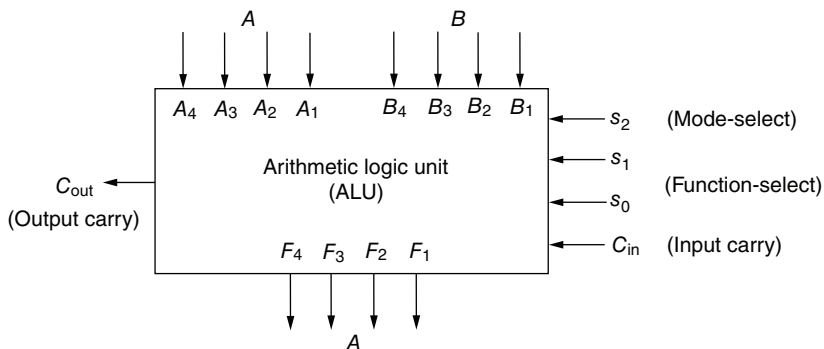 A B
A4 A3 A2 A1 B4 B3 B2 B1
s2 (Mode-select)
s1
Arithmetic logic unit
(ALU)
(Function-select)
Cout
s0
(Output carry)
Cin (Input carry)
F4 F3 F2 F1
A